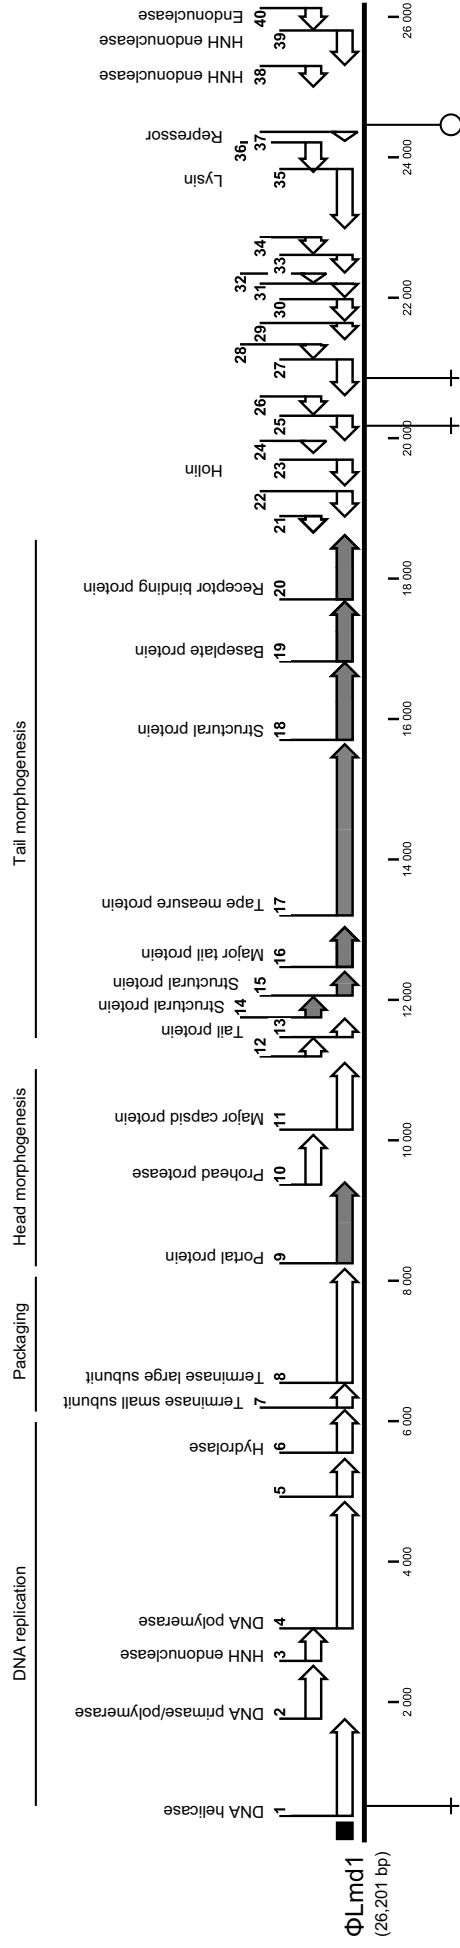 DNA replication
Packaging
Head morphogenesis
Tail morphogenesis
1 DNA helicase
2 DNA primase/polymerase
3 HNH endonuclease
4 DNA polymerase
5
6 Hydrolase
7 Terminase small subunit
8 Terminase large subunit
9 Portal protein
10 Prohead protease
11 Major capsid protein
12
13 Tail protein
14 Structural protein
15 Structural protein
16 Major tail protein
17 Tape measure protein
18 Structural protein
19 Baseplate protein
20 Receptor binding protein
21
22
23 Holin
24
25
26
27
28
29
30
31
32
33
34
35 Lysin
36
37 Repressor
38 HNH endonuclease
39 HNH endonuclease
40 Endonuclease
ΦLmd1
(26,201 bp)
2 000
4 000
6 000
8 000
10 000
12 000
14 000
16 000
18 000
20 000
22 000
24 000
26 000